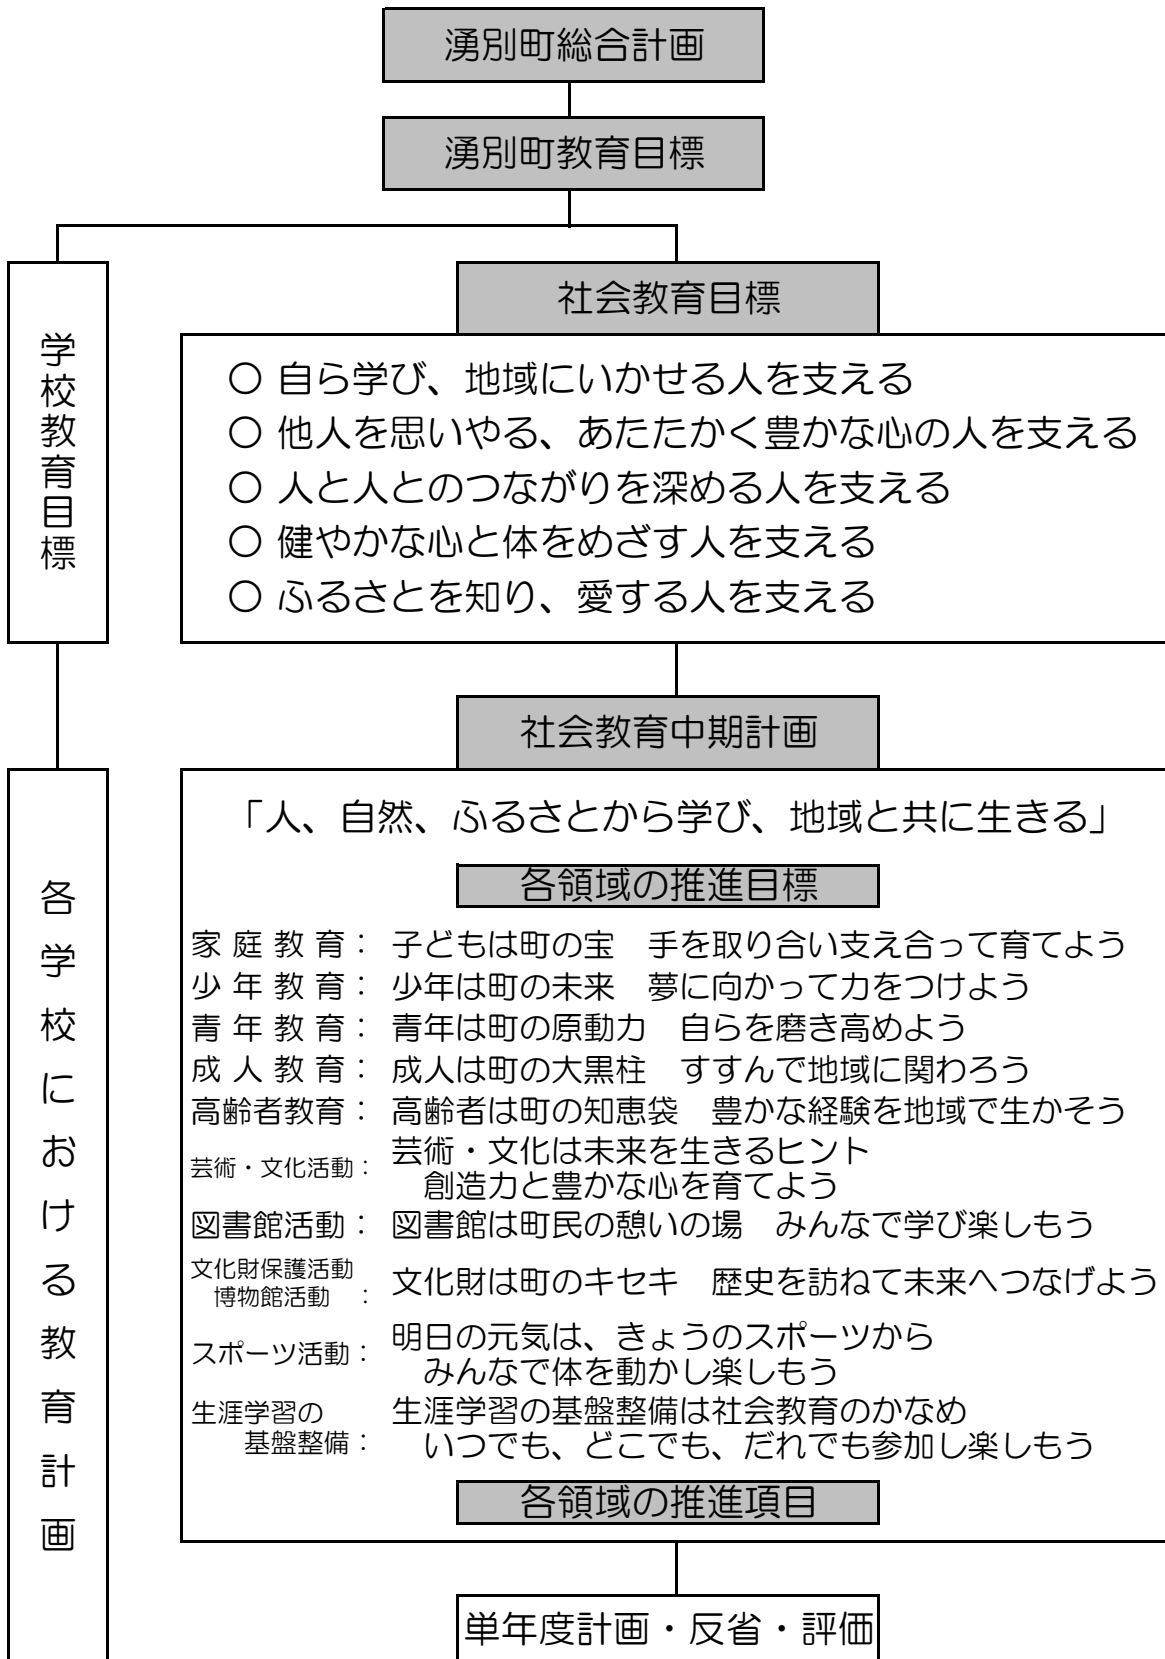 湧別町総合計画
湧別町教育目標
学校教育目標
社会教育目標
○ 自ら学び、地域にいかせる人を支える
○ 他人を思いやる、あたたかく豊かな心の人を支える
○ 人と人とのつながりを深める人を支える
○ 健やかな心と体をめざす人を支える
○ ふるさとを知り、愛する人を支える
各学校における教育計画
社会教育中期計画
「人、自然、ふるさとから学び、地域と共に生きる」
各領域の推進目標
家庭教育： 子どもは町の宝　手を取り合い支え合って育てよう
少年教育： 少年は町の未来　夢に向かって力をつけよう
青年教育： 青年は町の原動力　自らを磨き高めよう
成人教育： 成人は町の大黒柱　すすんで地域に関わろう
高齢者教育： 高齢者は町の知恵袋　豊かな経験を地域で生かそう
芸術・文化活動： 芸術・文化は未来を生きるヒント
創造力と豊かな心を育てよう
図書館活動： 図書館は町民の憩いの場　みんなで学び楽しもう
文化財保護活動
博物館活動　： 文化財は町のキセキ　歴史を訪ねて未来へつなげよう
スポーツ活動： 明日の元気は、きょうのスポーツから
みんなで体を動かし楽しもう
生涯学習の 生涯学習の基盤整備は社会教育のかなめ
基盤整備： いつでも、どこでも、だれでも参加し楽しもう
各領域の推進項目
単年度計画・反省・評価